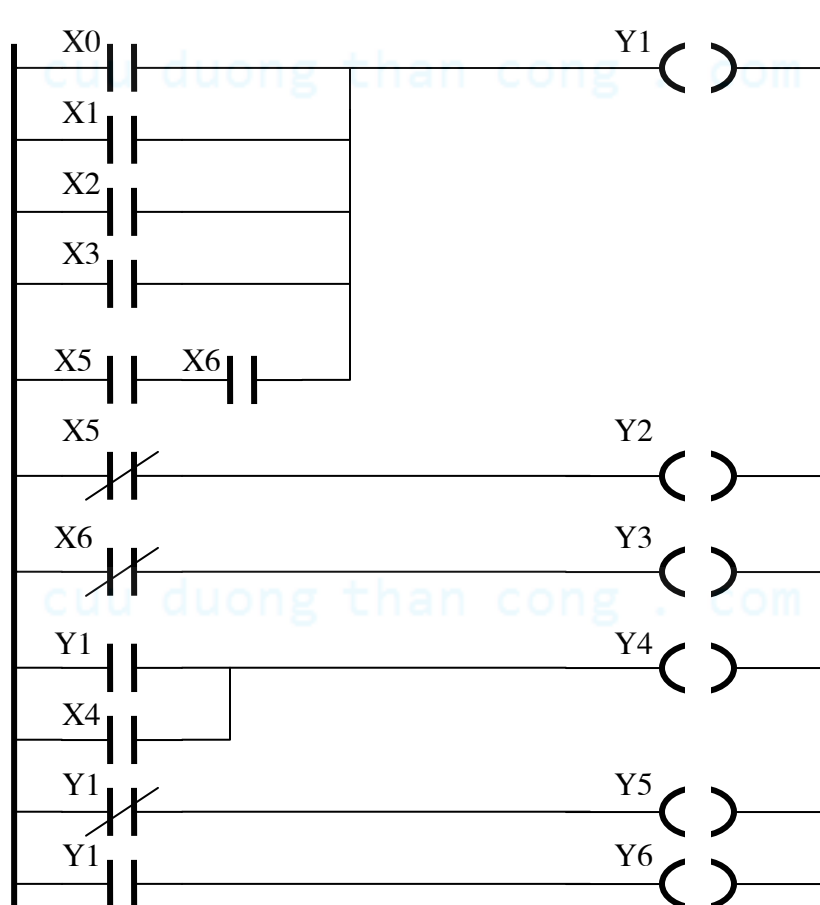 X0 Y1
cuu duong than cong . com
X1
X2
X3
X5 X6
X5 Y2
X6 Y3
cuu duong than cong . com
Y1 Y4
X4
Y1 Y5
Y1 Y6